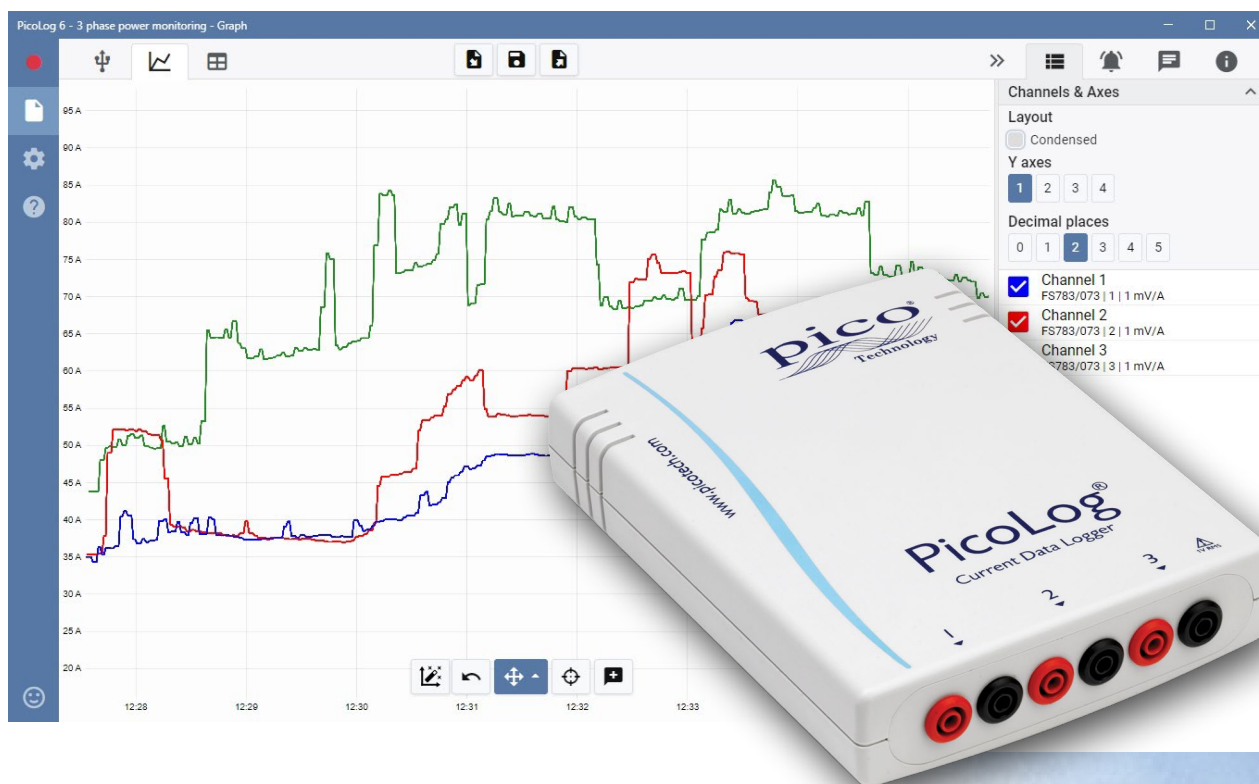 PicoLog 6 - 3 phase power monitoring - Graph
Channels & Axes
Layout
Condensed
Y axes
1 2 3 4
Decimal places
0 1 2 3 4 5
Channel 1
FS783/073 | 1 | 1 mV/A
Channel 2
FS783/073 | 2 | 1 mV/A
Channel 3
783/073 | 3 | 1 mV/A
95 A
90 A
85 A
80 A
75 A
70 A
65 A
60 A
55 A
50 A
45 A
40 A
35 A
30 A
25 A
20 A
12:28 12:29 12:30 12:31 12:32 12:33
pico®
Technology
www.picotech.com
PicoLog®
Current Data Logger
1 2 3
1V RMS